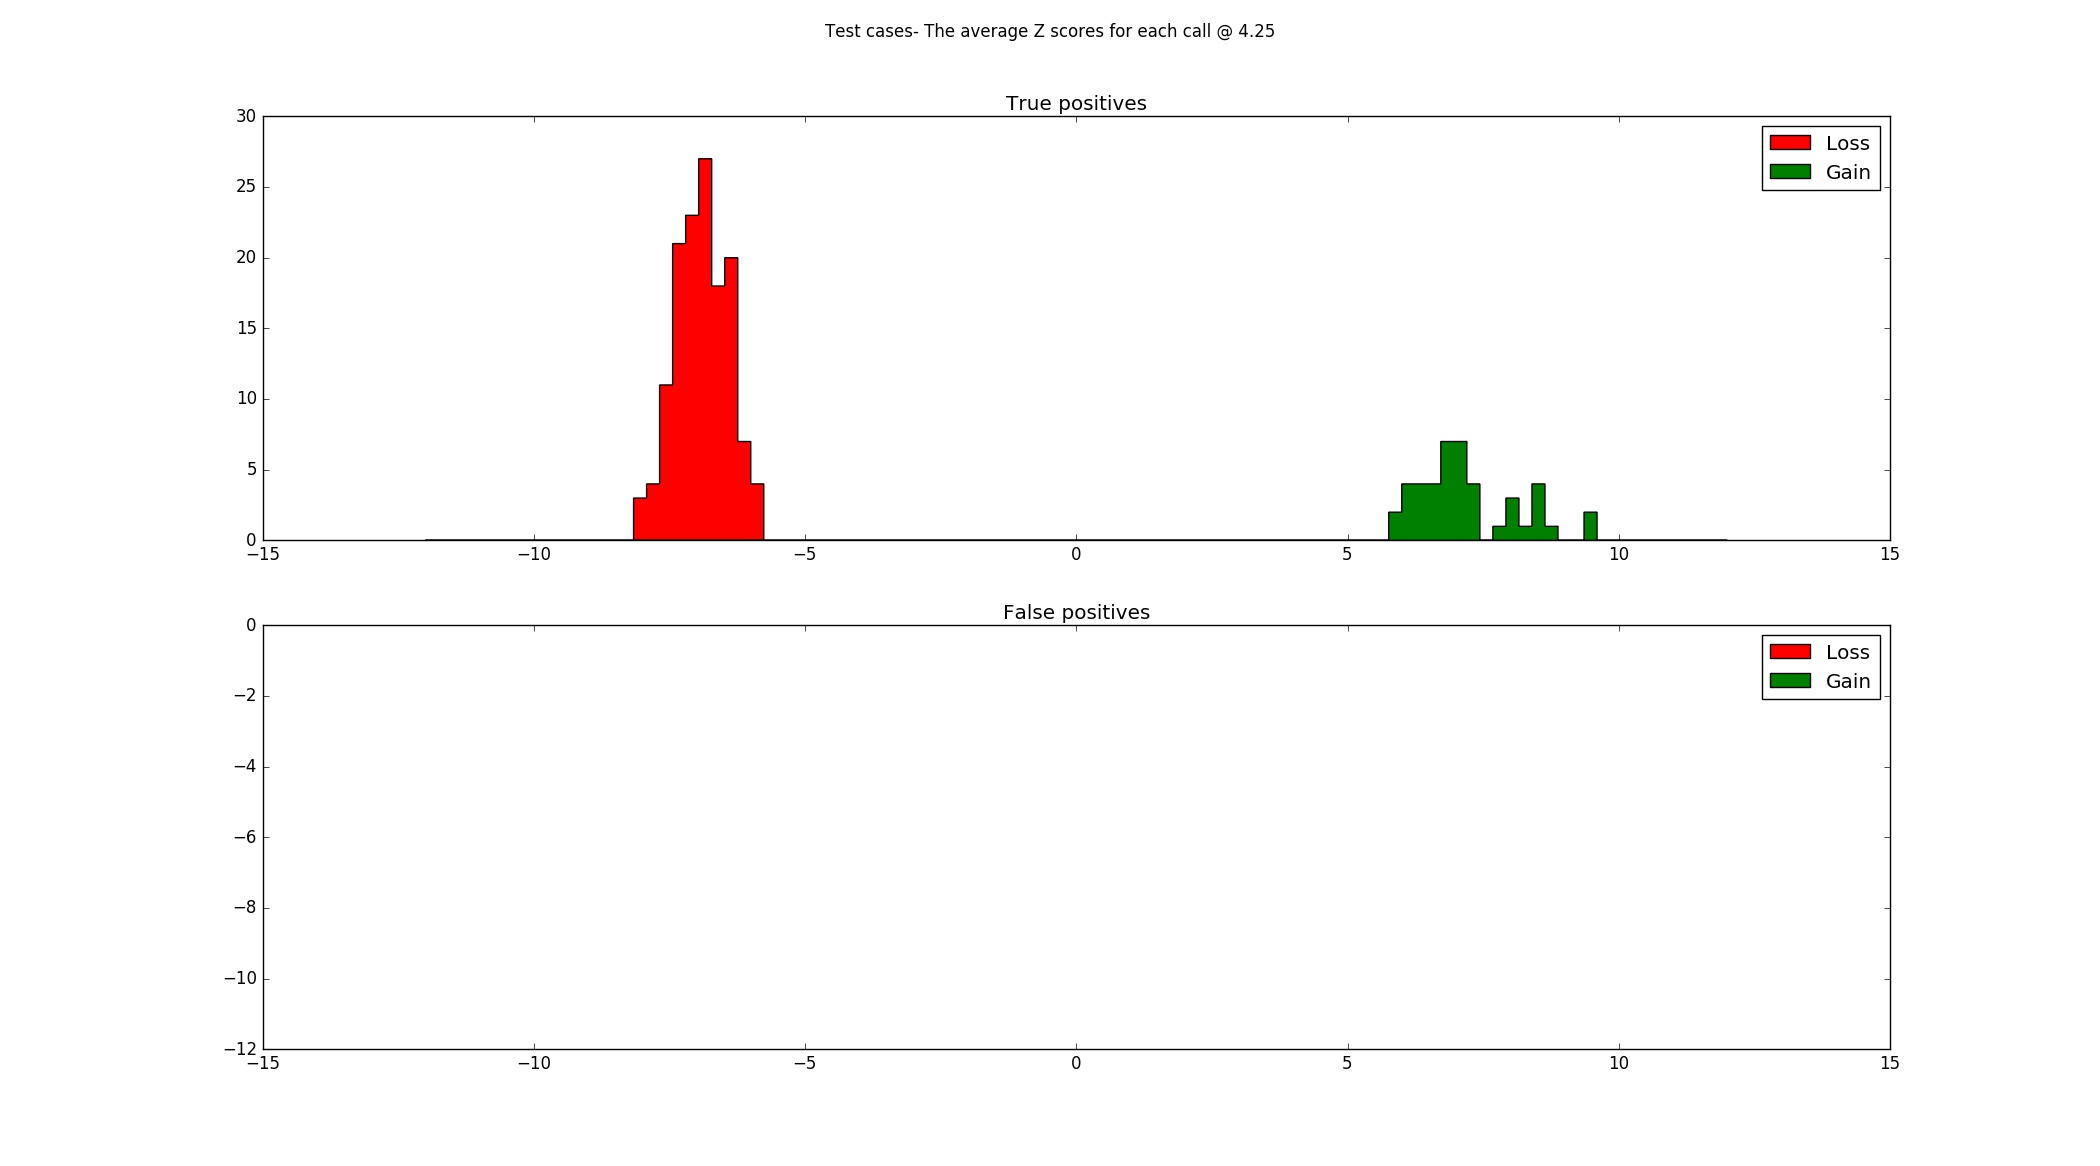 Test cases- The average Z scores for each call @ 4.25
True positives
30
25
20
15
10
5
0
−15 −10 −5 0 5 10 15
Loss
Gain
False positives
0
−2
−4
−6
−8
−10
−12
−15 −10 −5 0 5 10 15
Loss
Gain